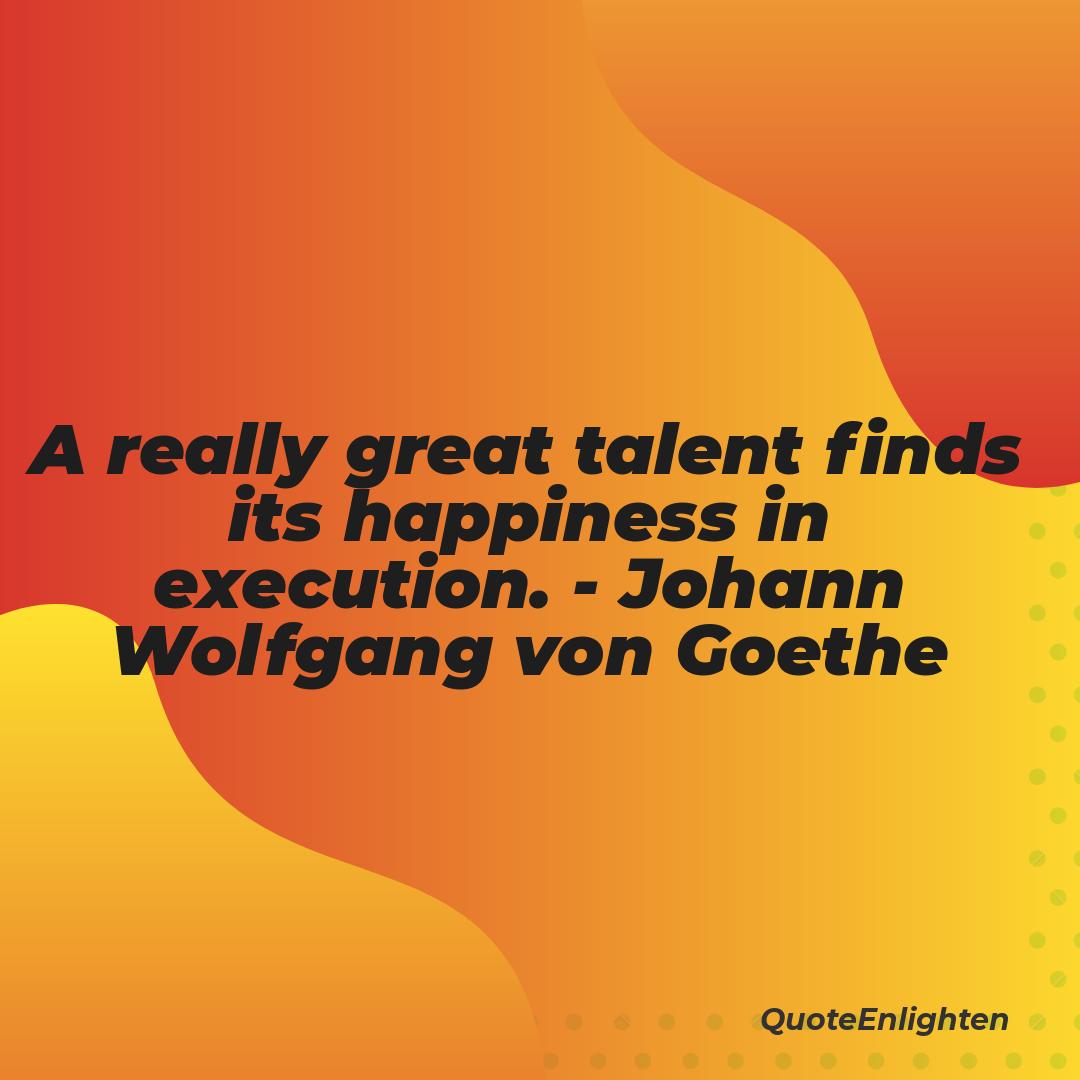 A really great talent finds
its happiness in
execution. - Johann
Wolfgang von Goethe
QuoteEnlighten